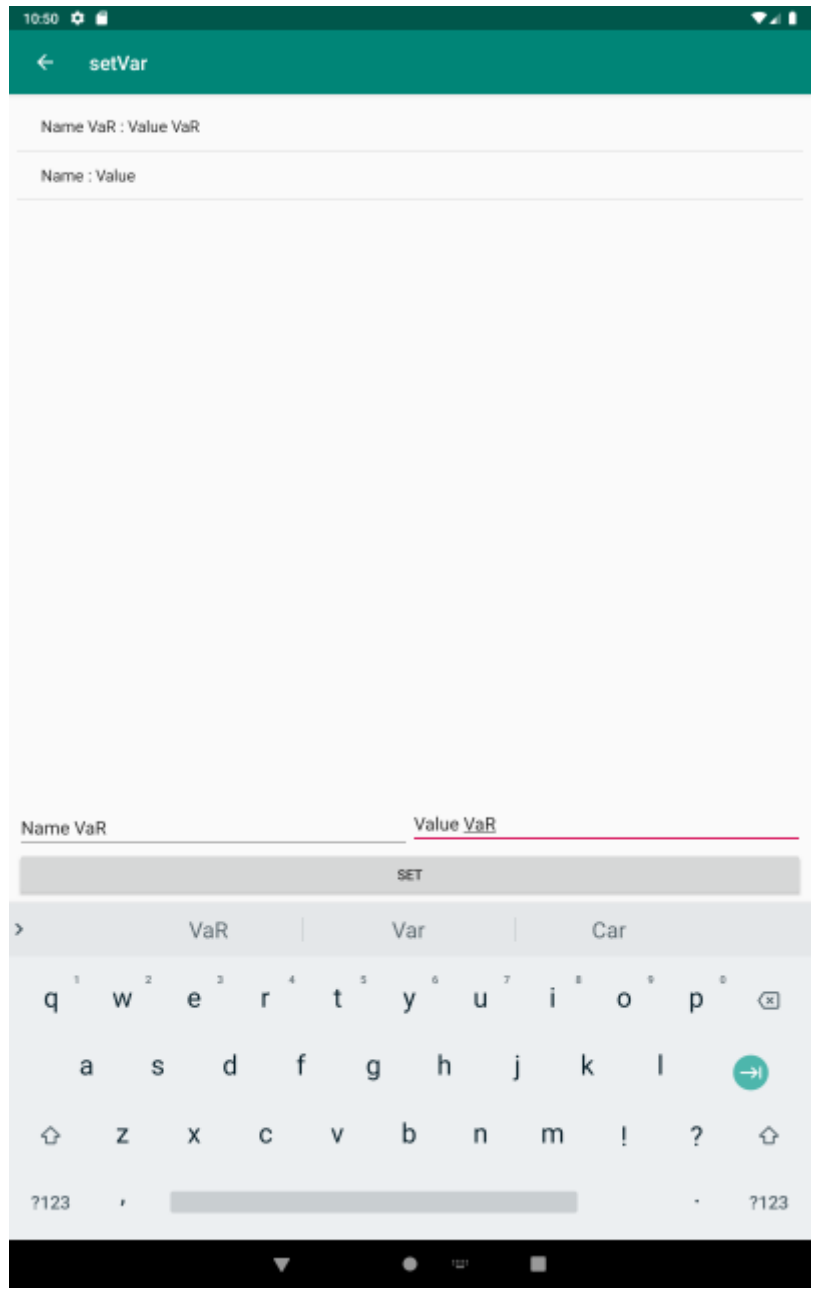 10:50
setVar
Name VaR : Value VaR
Name : Value
Name VaR Value VaR
SET
VaR Var Car
1 2 3 4 5 6 7 8 9 0
q w e r t y u i o p
a s d f g h j k l
z x c v b n m ! ?
?123 , . ?123